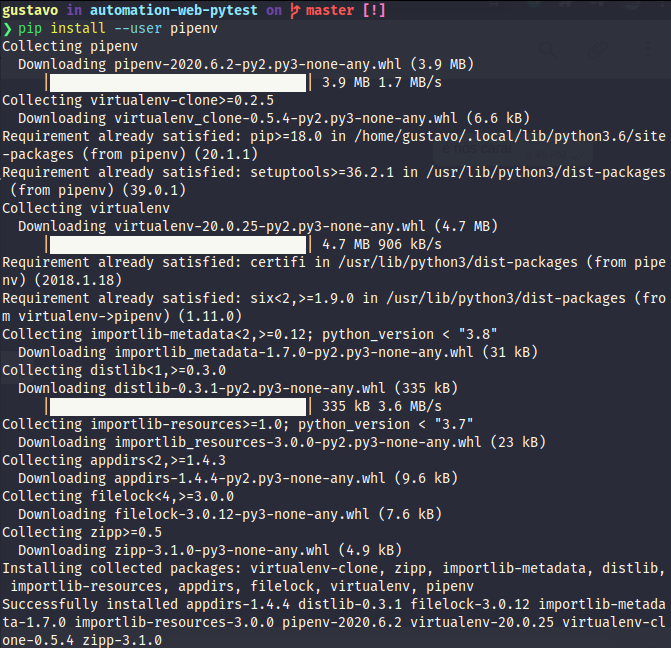 gustavo in automation-web-pytest on master [!]
❯ pip install --user pipenv
Collecting pipenv
  Downloading pipenv-2020.6.2-py2.py3-none-any.whl (3.9 MB)
     |                                | 3.9 MB 1.7 MB/s
Collecting virtualenv-clone>=0.2.5
  Downloading virtualenv_clone-0.5.4-py2.py3-none-any.whl (6.6 kB)
Requirement already satisfied: pip>=18.0 in /home/gustavo/.local/lib/python3.6/site
-packages (from pipenv) (20.1.1)
Requirement already satisfied: setuptools>=36.2.1 in /usr/lib/python3/dist-packages
 (from pipenv) (39.0.1)
Collecting virtualenv
  Downloading virtualenv-20.0.25-py2.py3-none-any.whl (4.7 MB)
     |                                | 4.7 MB 906 kB/s
Requirement already satisfied: certifi in /usr/lib/python3/dist-packages (from pipe
nv) (2018.1.18)
Requirement already satisfied: six<2,>=1.9.0 in /usr/lib/python3/dist-packages (fro
m virtualenv->pipenv) (1.11.0)
Collecting importlib-metadata<2,>=0.12; python_version < "3.8"
  Downloading importlib_metadata-1.7.0-py2.py3-none-any.whl (31 kB)
Collecting distlib<1,>=0.3.0
  Downloading distlib-0.3.1-py2.py3-none-any.whl (335 kB)
     |                                | 335 kB 3.6 MB/s
Collecting importlib-resources>=1.0; python_version < "3.7"
  Downloading importlib_resources-3.0.0-py2.py3-none-any.whl (23 kB)
Collecting appdirs<2,>=1.4.3
  Downloading appdirs-1.4.4-py2.py3-none-any.whl (9.6 kB)
Collecting filelock<4,>=3.0.0
  Downloading filelock-3.0.12-py3-none-any.whl (7.6 kB)
Collecting zipp>=0.5
  Downloading zipp-3.1.0-py3-none-any.whl (4.9 kB)
Installing collected packages: virtualenv-clone, zipp, importlib-metadata, distlib,
 importlib-resources, appdirs, filelock, virtualenv, pipenv
Successfully installed appdirs-1.4.4 distlib-0.3.1 filelock-3.0.12 importlib-metada
ta-1.7.0 importlib-resources-3.0.0 pipenv-2020.6.2 virtualenv-20.0.25 virtualenv-cl
one-0.5.4 zipp-3.1.0